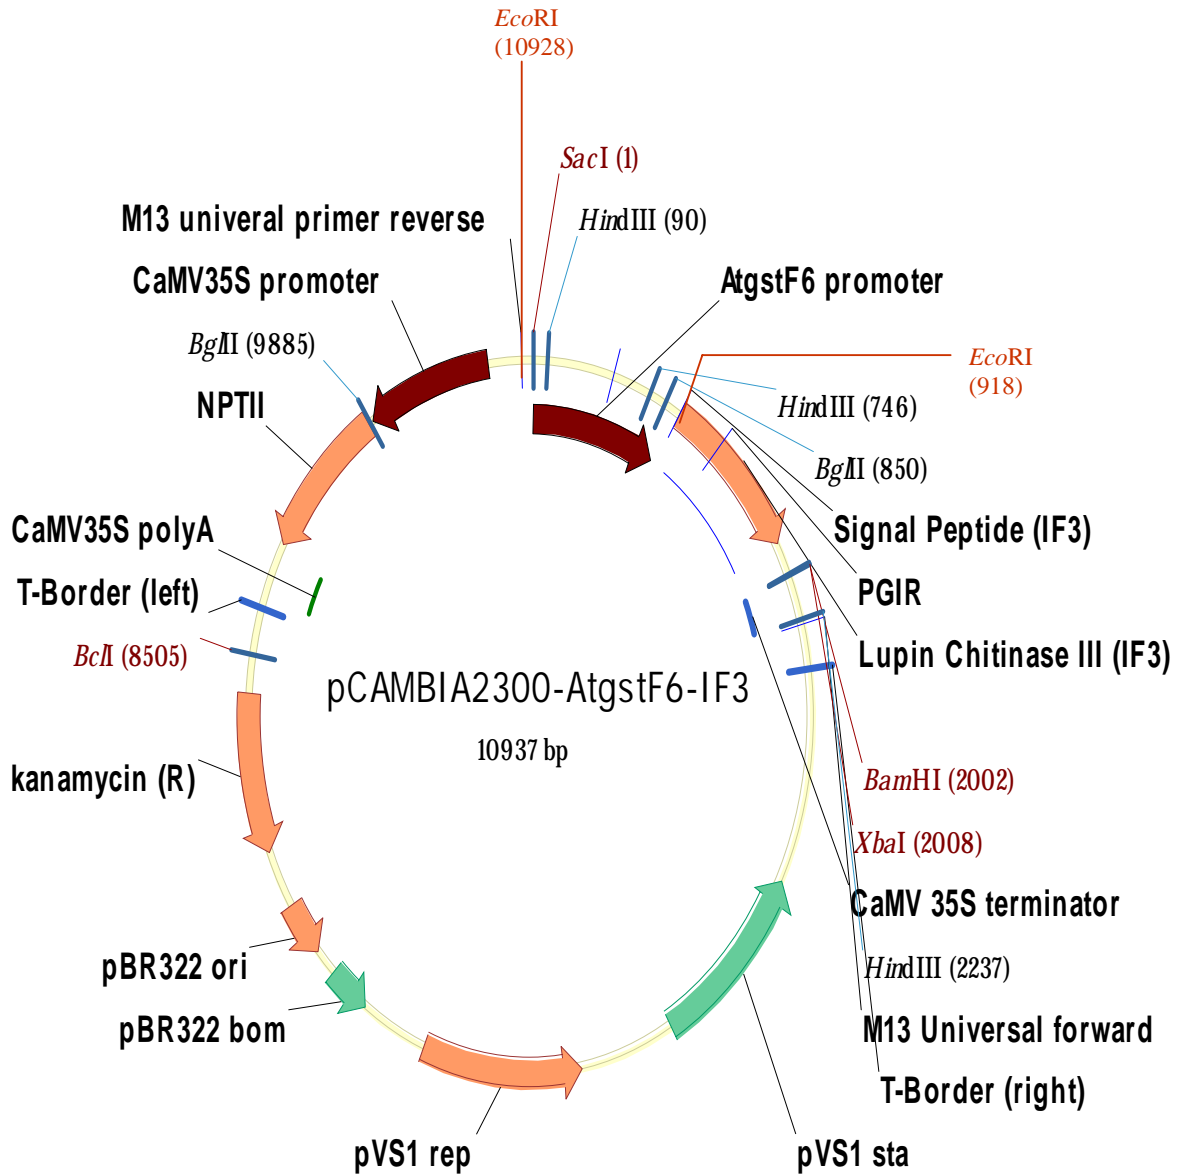 EcoRI
(10928)
SacI (1)
M13 univeral primer reverse
HindIII (90)
CaMV35S promoter
AtgstF6 promoter
BglII (9885)
EcoRI
(918)
NPTII
HindIII (746)
BglII (850)
CaMV35S polyA
Signal Peptide (IF3)
T-Border (left)
PGIR
BclI (8505)
Lupin Chitinase III (IF3)
pCAMBIA2300-AtgstF6-IF3
10937 bp
kanamycin (R)
BamHI (2002)
XbaI (2008)
CaMV 35S terminator
pBR322 ori
HindIII (2237)
pBR322 bom
M13 Universal forward
T-Border (right)
pVS1 rep
pVS1 sta